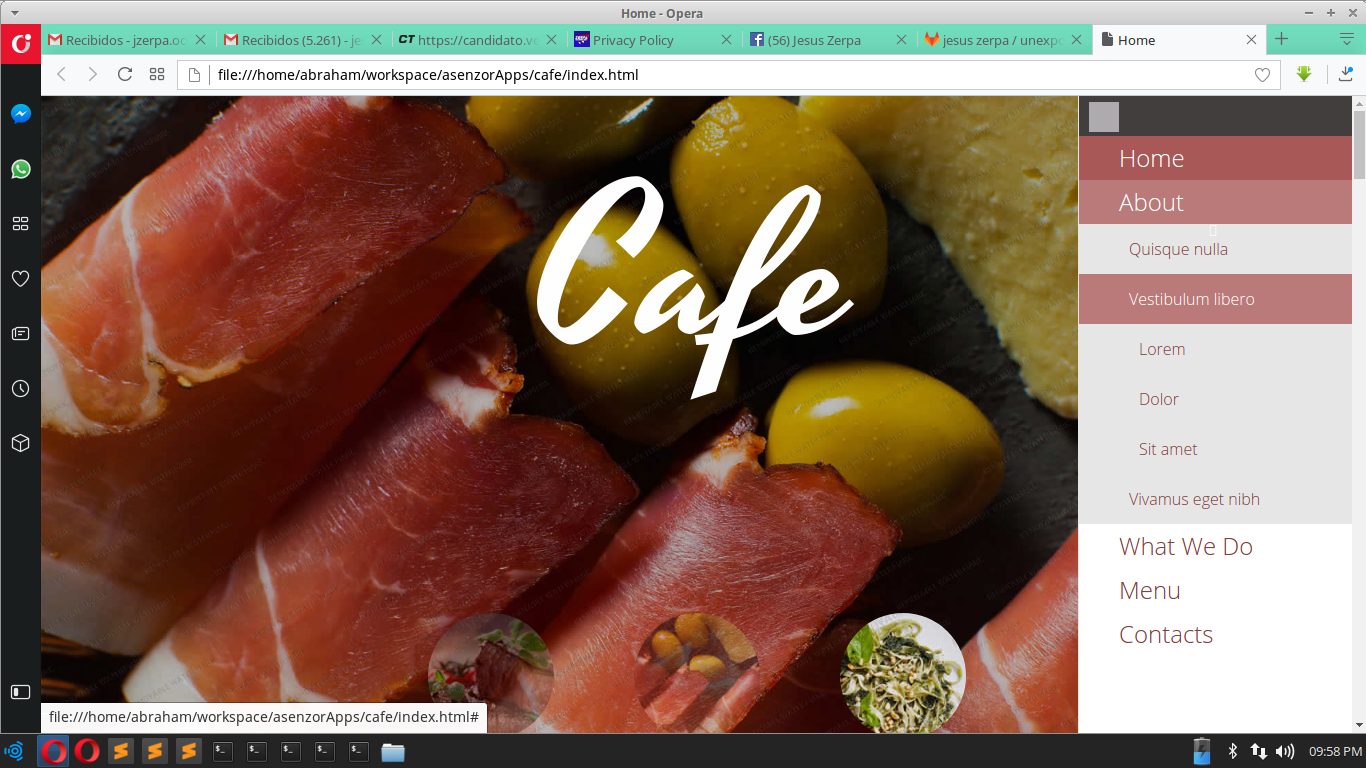 Home - Opera
Recibidos - jzerpa.oc
Recibidos (5.261) - je
CT https://candidato.ve
Privacy Policy
(56) Jesus Zerpa
jesus zerpa / unexpo
Home
file:///home/abraham/workspace/asenzorApps/cafe/index.html
Cafe
Home
About
Quisque nulla
Vestibulum libero
Lorem
Dolor
Sit amet
Vivamus eget nibh
What We Do
Menu
Contacts
file:///home/abraham/workspace/asenzorApps/cafe/index.html#
09:58 PM